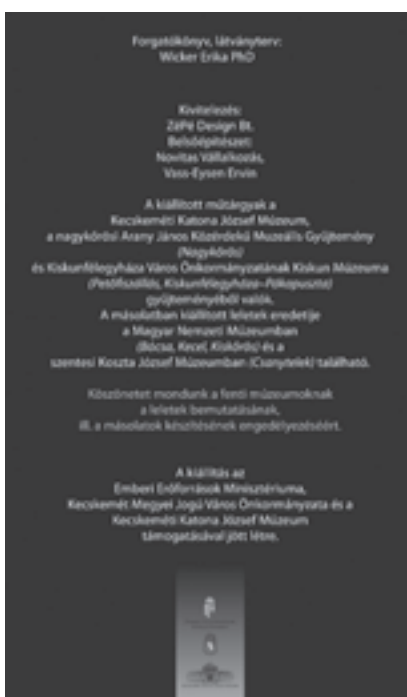 Forgatókönyv, látványterv:
Wicker Erika PhD
Kivitelezés:
ZéPé Design Bt.
Belsőépítészet:
Novitas Vállalkozás,
Vass-Eysen Ervin
A kiállított műtárgyak a
Kecskeméti Katona József Múzeum,
a nagykőrösi Arany János Közérdekű Muzeális Gyűjtemény
(Nagykőrös)
és Kiskunfélegyháza Város Önkormányzatának Kiskun Múzeuma
(Petőfiszállás, Kiskunfélegyháza–Pákapuszta)
gyűjteményéből valók.
A másolatban kiállított leletek eredetije
a Magyar Nemzeti Múzeumban
(Bócsa, Kecel, Kiskőrös) és a
szentesi Koszta József Múzeumban (Csanytelek) található.
Köszönetet mondunk a fenti múzeumoknak
a leletek bemutatásának,
ill. a másolatok készítésének engedélyezéséért.
A kiállítás az
Emberi Erőforrások Minisztériuma,
Kecskemét Megyei Jogú Város Önkormányzata és a
Kecskeméti Katona József Múzeum
támogatásával jött létre.